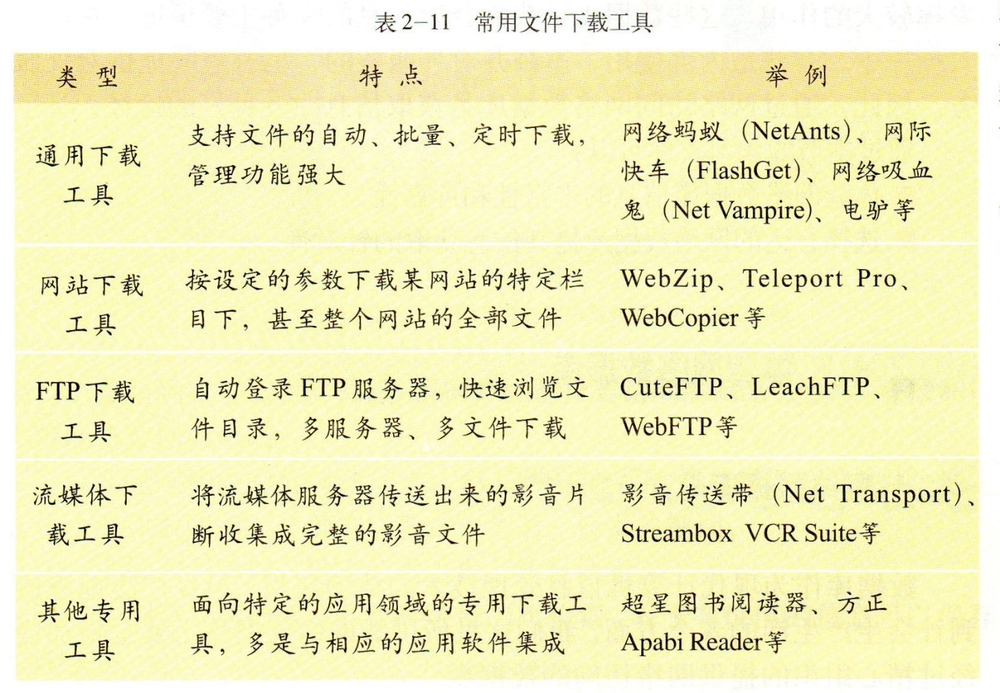 表2-11 常用文件下载工具
类 型 特 点 举 例
通用下载
工具
支持文件的自动、批量、定时下载，
管理功能强大
网络蚂蚁（NetAnts）、网际
快车（FlashGet）、网络吸血
鬼（Net Vampire）、电驴等
网站下载
工具
按设定的参数下载某网站的特定栏
目下，甚至整个网站的全部文件
WebZip、Teleport Pro、
WebCopier等
FTP下载
工具
自动登录FTP服务器，快速浏览文
件目录，多服务器、多文件下载
CuteFTP、LeachFTP、
WebFTP等
流媒体下
载工具
将流媒体服务器传送出来的影音片
断收集成完整的影音文件
影音传送带（Net Transport）、
Streambox VCR Suite等
其他专用
工具
面向特定的应用领域的专用下载工
具，多是与相应的应用软件集成
超星图书阅读器、方正
Apabi Reader等